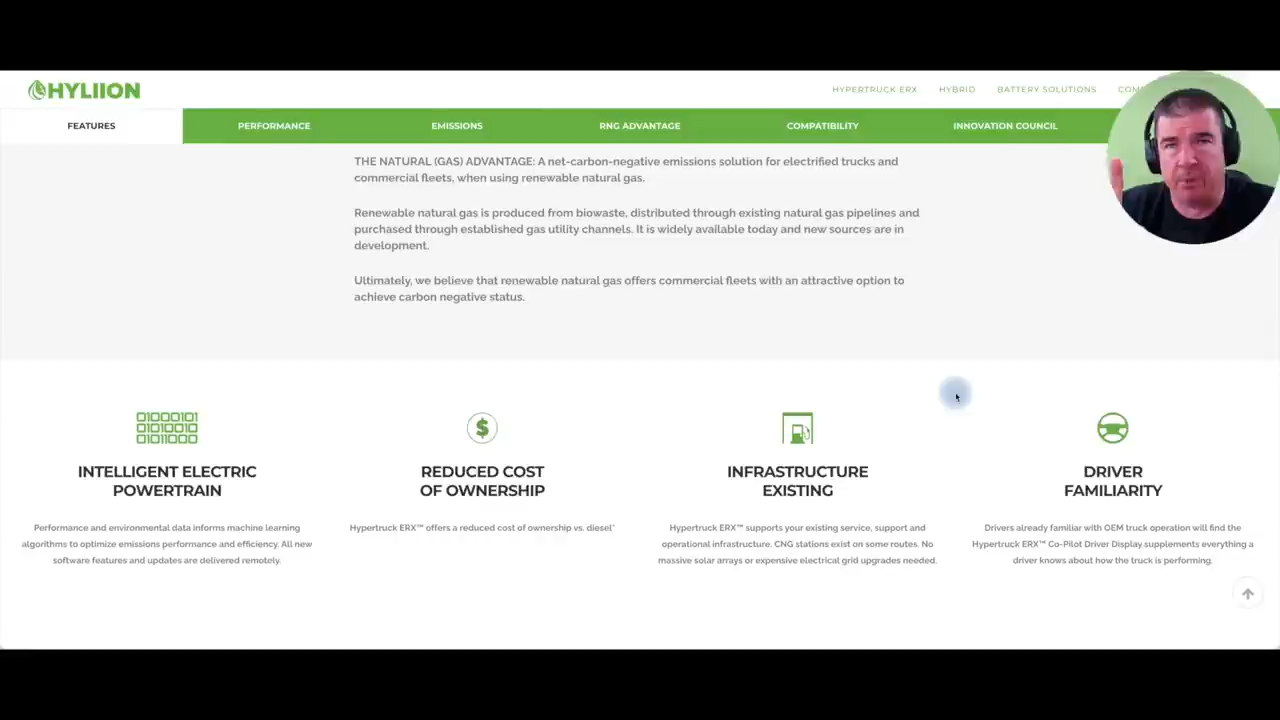 HYLIION
HYPERTRUCK ERX HYBRID BATTERY SOLUTIONS
FEATURES PERFORMANCE EMISSIONS RNG ADVANTAGE COMPATIBILITY INNOVATION COUNCIL
THE NATURAL (GAS) ADVANTAGE: A net-carbon-negative emissions solution for electrified trucks and
commercial fleets, when using renewable natural gas.
Renewable natural gas is produced from biowaste, distributed through existing natural gas pipelines and
purchased through established gas utility channels. It is widely available today and new sources are in
development.
Ultimately, we believe that renewable natural gas offers commercial fleets with an attractive option to
achieve carbon negative status.
INTELLIGENT ELECTRIC
POWERTRAIN
Performance and environmental data informs machine learning
algorithms to optimize emissions performance and efficiency. All new
software features and updates are delivered remotely.
REDUCED COST
OF OWNERSHIP
Hypertruck ERX™ offers a reduced cost of ownership vs. diesel*
INFRASTRUCTURE
EXISTING
Hypertruck ERX™ supports your existing service, support and
operational infrastructure. CNG stations exist on some routes. No
massive solar arrays or expensive electrical grid upgrades needed.
DRIVER
FAMILIARITY
Drivers already familiar with OEM truck operation will find the
Hypertruck ERX™ Co-Pilot Driver Display supplements everything a
driver knows about how the truck is performing.